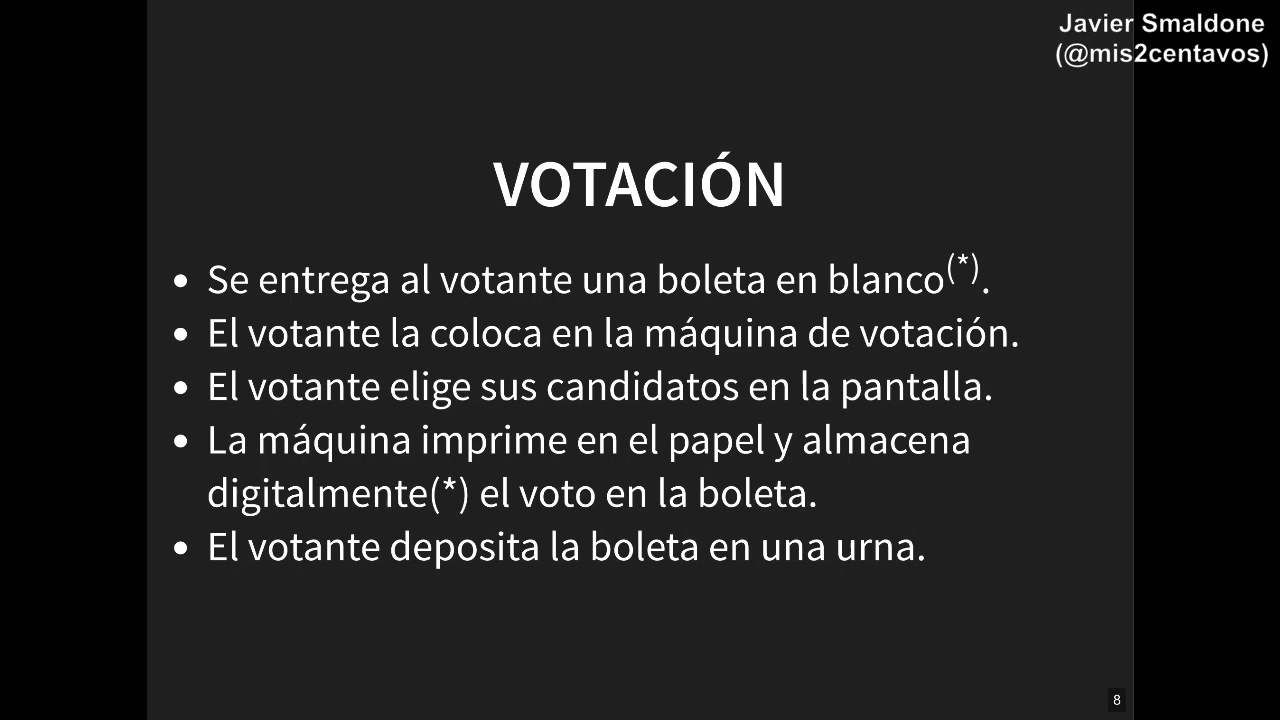 Javier Smaldone
(@mis2centavos)
VOTACIÓN
• Se entrega al votante una boleta en blanco(*).
• El votante la coloca en la máquina de votación.
• El votante elige sus candidatos en la pantalla.
• La máquina imprime en el papel y almacena
digitalmente(*) el voto en la boleta.
• El votante deposita la boleta en una urna.
8